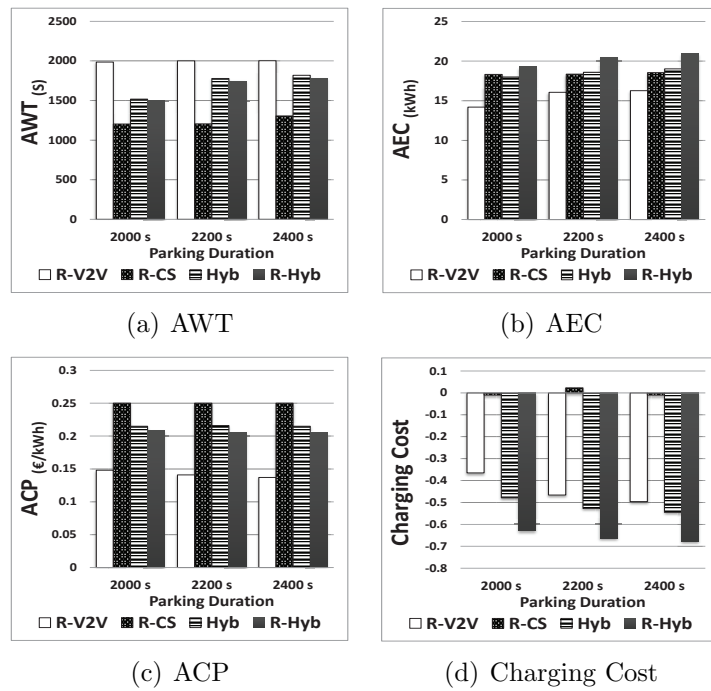 2500
2000
1500
1000
500
0
AWT (S)
2000 s 2200 s 2400 s
Parking Duration
R-V2V R-CS Hyb R-Hyb
(a) AWT
25
20
15
10
5
0
AEC (kWh)
2000 s 2200 s 2400 s
Parking Duration
R-V2V R-CS Hyb R-Hyb
(b) AEC
0.3
0.25
0.2
0.15
0.1
0.05
0
ACP (€/kWh)
2000 s 2200 s 2400 s
Parking Duration
R-V2V R-CS Hyb R-Hyb
(c) ACP
0.1
0
-0.1
-0.2
-0.3
-0.4
-0.5
-0.6
-0.7
-0.8
Charging Cost
2000 s 2200 s 2400 s
Parking Duration
R-V2V R-CS Hyb R-Hyb
(d) Charging Cost